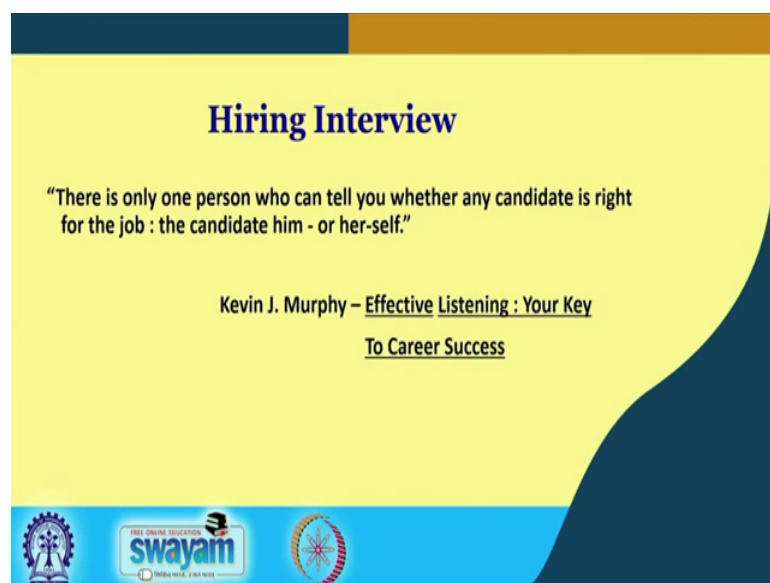 Hiring Interview
“There is only one person who can tell you whether any candidate is right
for the job : the candidate him - or her-self.”
Kevin J. Murphy – Effective Listening : Your Key
To Career Success
FREE ONLINE EDUCATION
swayam